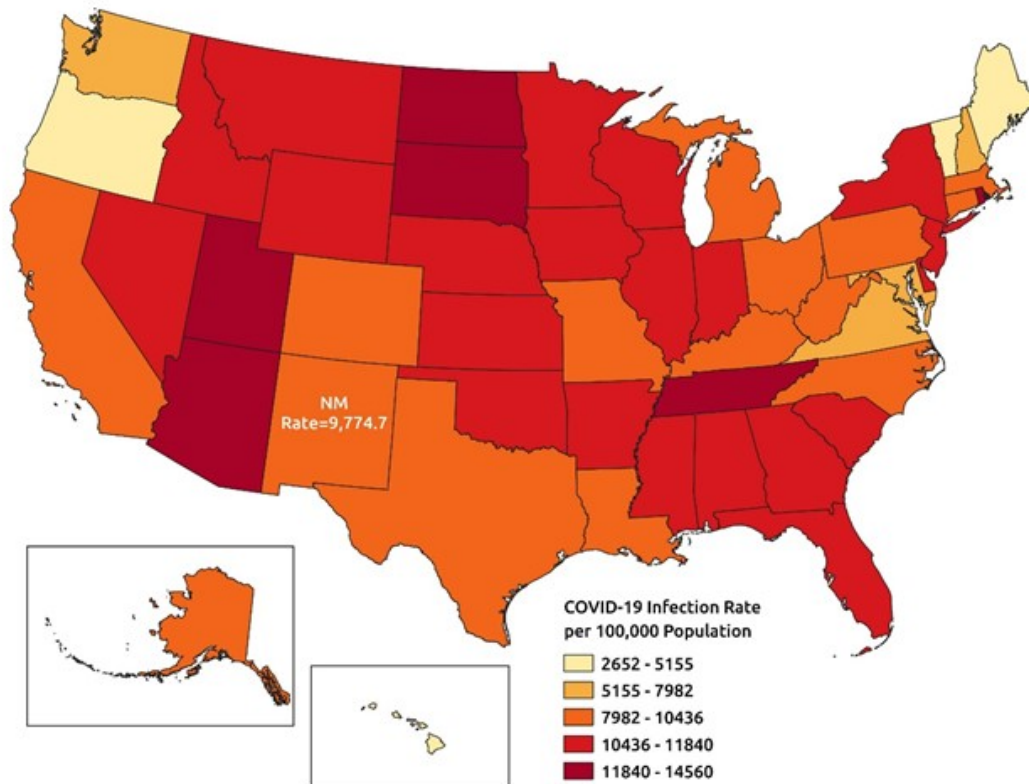 NM
Rate=9,774.7
COVID-19 Infection Rate
per 100,000 Population
2652 - 5155
5155 - 7982
7982 - 10436
10436 - 11840
11840 - 14560